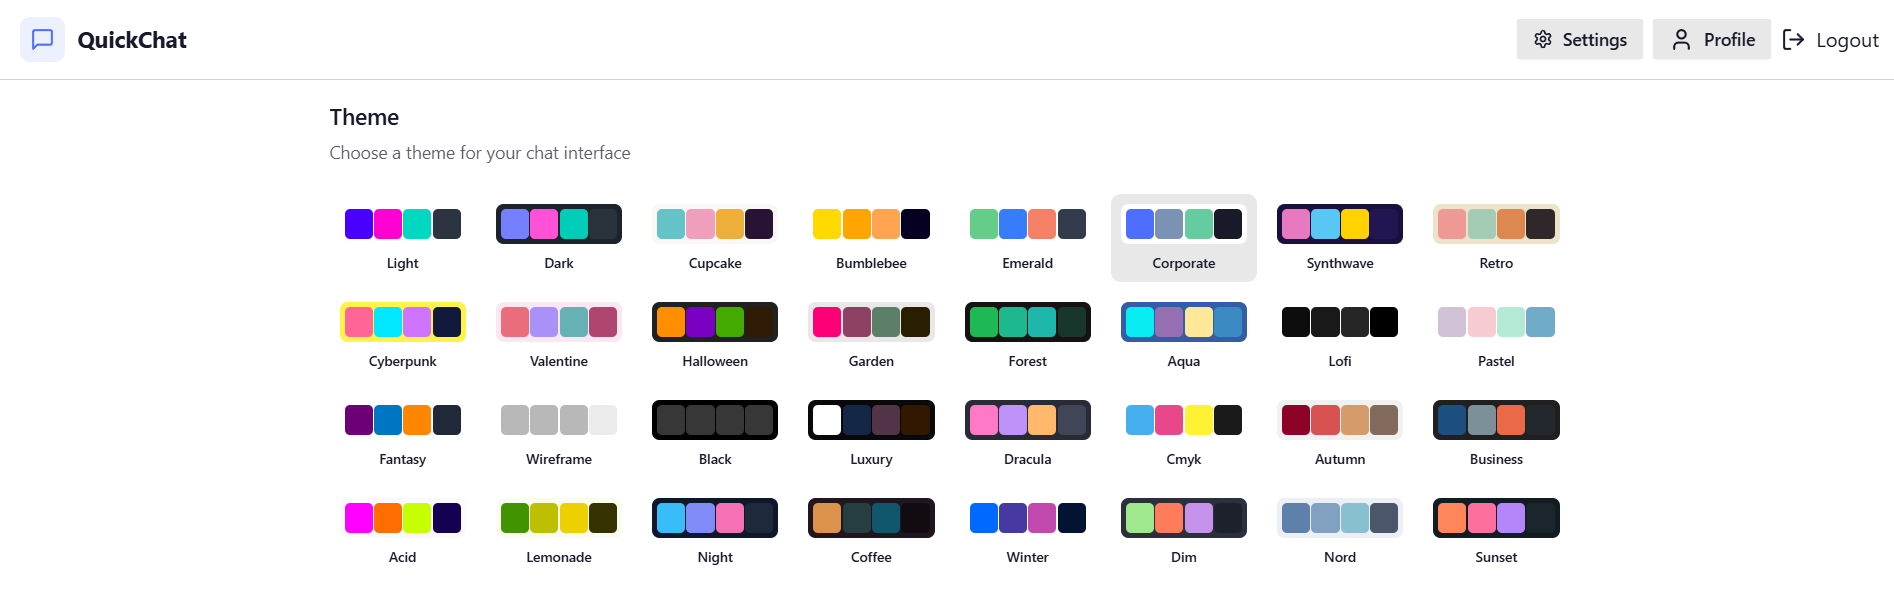 QuickChat
Settings
Profile
Logout
Theme
Choose a theme for your chat interface
Light
Dark
Cupcake
Bumblebee
Emerald
Corporate
Synthwave
Retro
Cyberpunk
Valentine
Halloween
Garden
Forest
Aqua
Lofi
Pastel
Fantasy
Wireframe
Black
Luxury
Dracula
Cmyk
Autumn
Business
Acid
Lemonade
Night
Coffee
Winter
Dim
Nord
Sunset